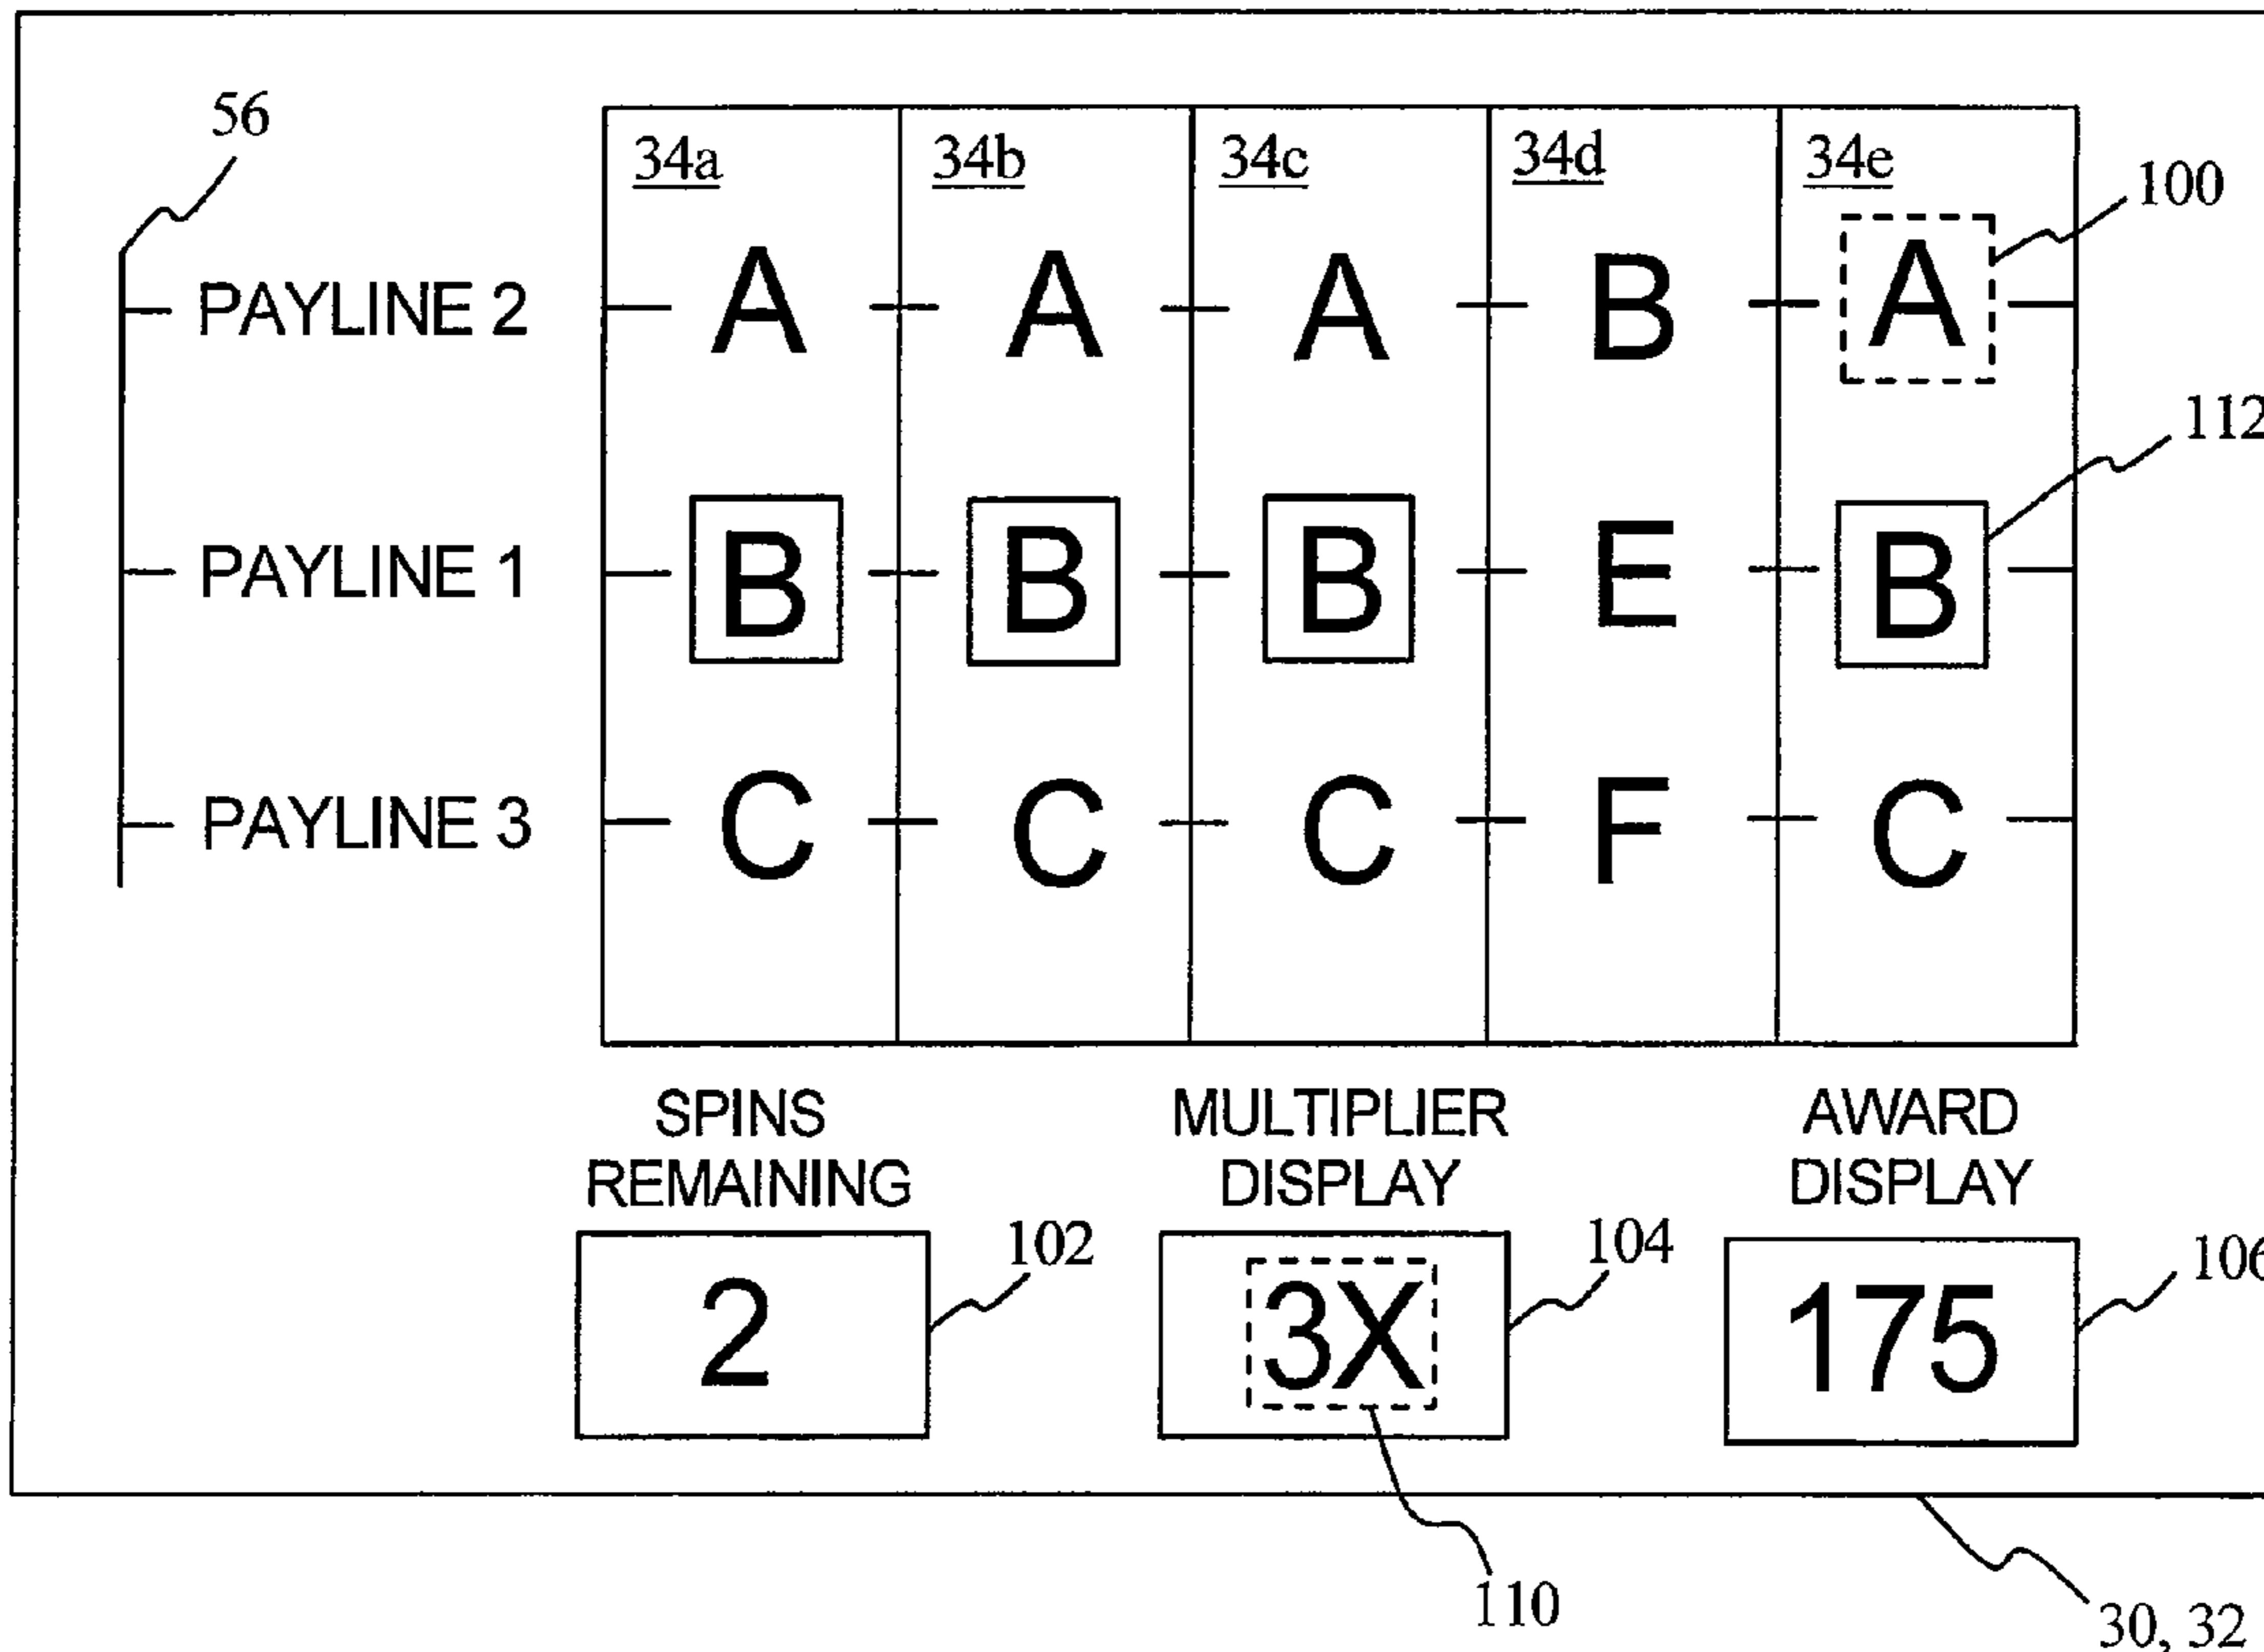 56
34a 34b 34c 34d 34e
100
PAYLINE 2 A A A B A
112
PAYLINE 1 B B B E B
PAYLINE 3 C C C F C
SPINS REMAINING
MULTIPLIER DISPLAY
AWARD DISPLAY
2 102
3X 104
175 106
110
30, 32